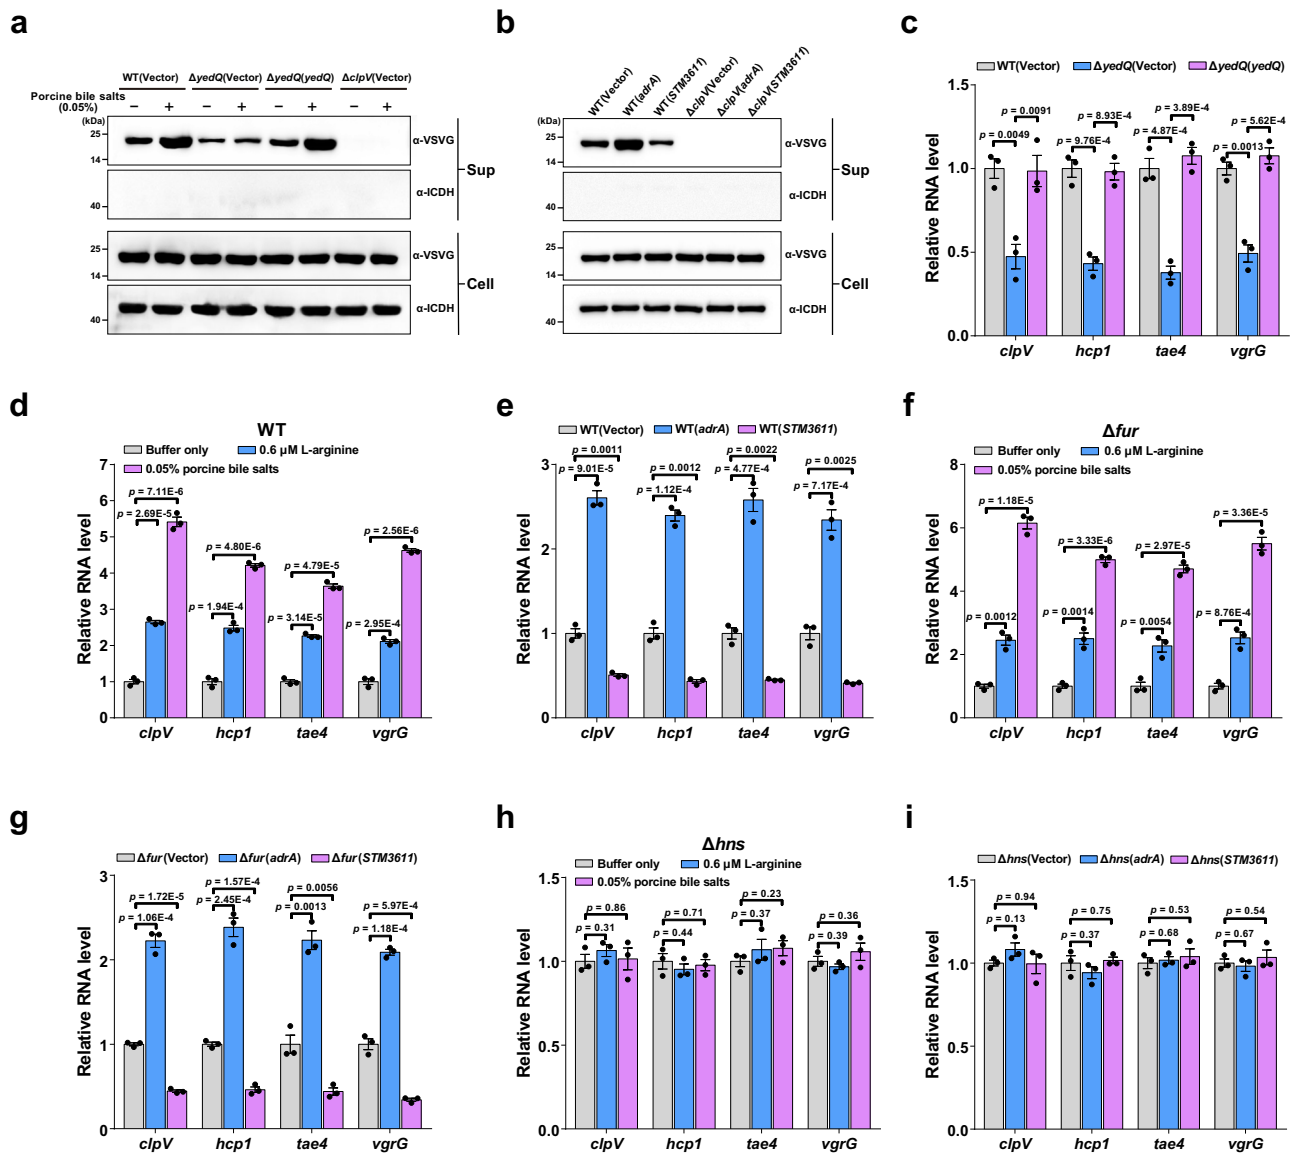 a
WT(Vector) ΔyedQ(Vector) ΔyedQ(yedQ) ΔclpV(Vector)
Porcine bile salts (0.05%) − + − + − + − +
(kDa)
25
14
α-VSVG
40
α-ICDH
Sup
25
14
α-VSVG
40
α-ICDH
Cell
b
WT(Vector) WT(adrA) WT(STM3611) ΔclpV(Vector) ΔclpV(adrA) ΔclpV(STM3611)
(kDa)
25
14
α-VSVG
40
α-ICDH
Sup
25
14
α-VSVG
40
α-ICDH
Cell
c
WT(Vector) ΔyedQ(Vector) ΔyedQ(yedQ)
Relative RNA level
1.5
1.0
0.5
0.0
p = 0.0091
p = 0.0049
p = 8.93E-4
p = 9.76E-4
p = 3.89E-4
p = 4.87E-4
p = 5.62E-4
p = 0.0013
clpV hcp1 tae4 vgrG
d
WT
Buffer only 0.6 μM L-arginine
0.05% porcine bile salts
Relative RNA level
7
6
5
4
3
2
1
0
p = 7.11E-6
p = 2.69E-5
p = 4.80E-6
p = 1.94E-4
p = 4.79E-5
p = 3.14E-5
p = 2.56E-6
p = 2.95E-4
clpV hcp1 tae4 vgrG
e
WT(Vector) WT(adrA) WT(STM3611)
Relative RNA level
3
2
1
0
p = 0.0011
p = 9.01E-5
p = 0.0012
p = 1.12E-4
p = 0.0022
p = 4.77E-4
p = 0.0025
p = 7.17E-4
clpV hcp1 tae4 vgrG
f
Δfur
Buffer only 0.6 μM L-arginine
0.05% porcine bile salts
Relative RNA level
8
6
4
2
0
p = 1.18E-5
p = 0.0012
p = 3.33E-6
p = 0.0014
p = 2.97E-5
p = 0.0054
p = 3.36E-5
p = 8.76E-4
clpV hcp1 tae4 vgrG
g
Δfur(Vector) Δfur(adrA) Δfur(STM3611)
Relative RNA level
3
2
1
0
p = 1.72E-5
p = 1.06E-4
p = 1.57E-4
p = 2.45E-4
p = 0.0056
p = 0.0013
p = 5.97E-4
p = 1.18E-4
clpV hcp1 tae4 vgrG
h
Δhns
Buffer only 0.6 μM L-arginine
0.05% porcine bile salts
Relative RNA level
1.5
1.0
0.5
0.0
p = 0.86
p = 0.31
p = 0.71
p = 0.44
p = 0.23
p = 0.37
p = 0.36
p = 0.39
clpV hcp1 tae4 vgrG
i
Δhns(Vector) Δhns(adrA) Δhns(STM3611)
Relative RNA level
1.5
1.0
0.5
0.0
p = 0.94
p = 0.13
p = 0.75
p = 0.37
p = 0.53
p = 0.68
p = 0.54
p = 0.67
clpV hcp1 tae4 vgrG